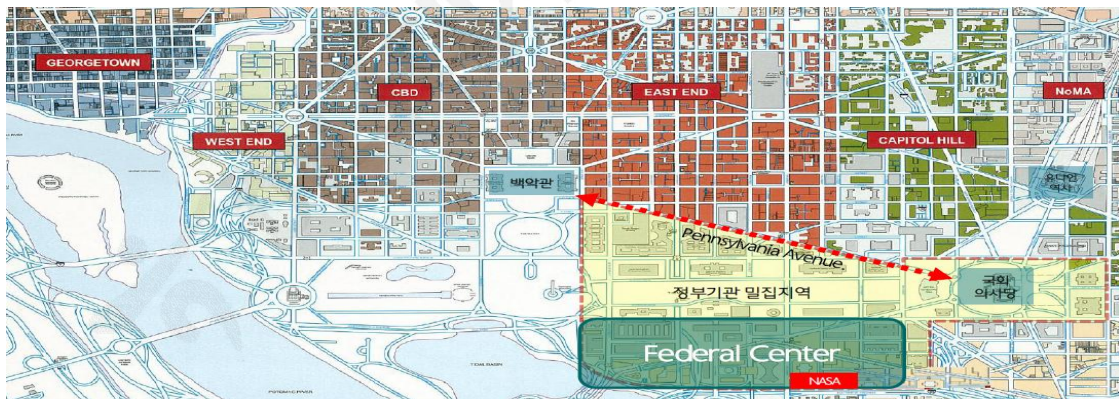 GEORGETOWN
CBD
EAST END
NoMA
WEST END
CAPITOL HILL
백악관
유니언
역사
Pennsylvania Avenue.
국회
의사당
정부기관 밀집지역
Federal Center
NASA